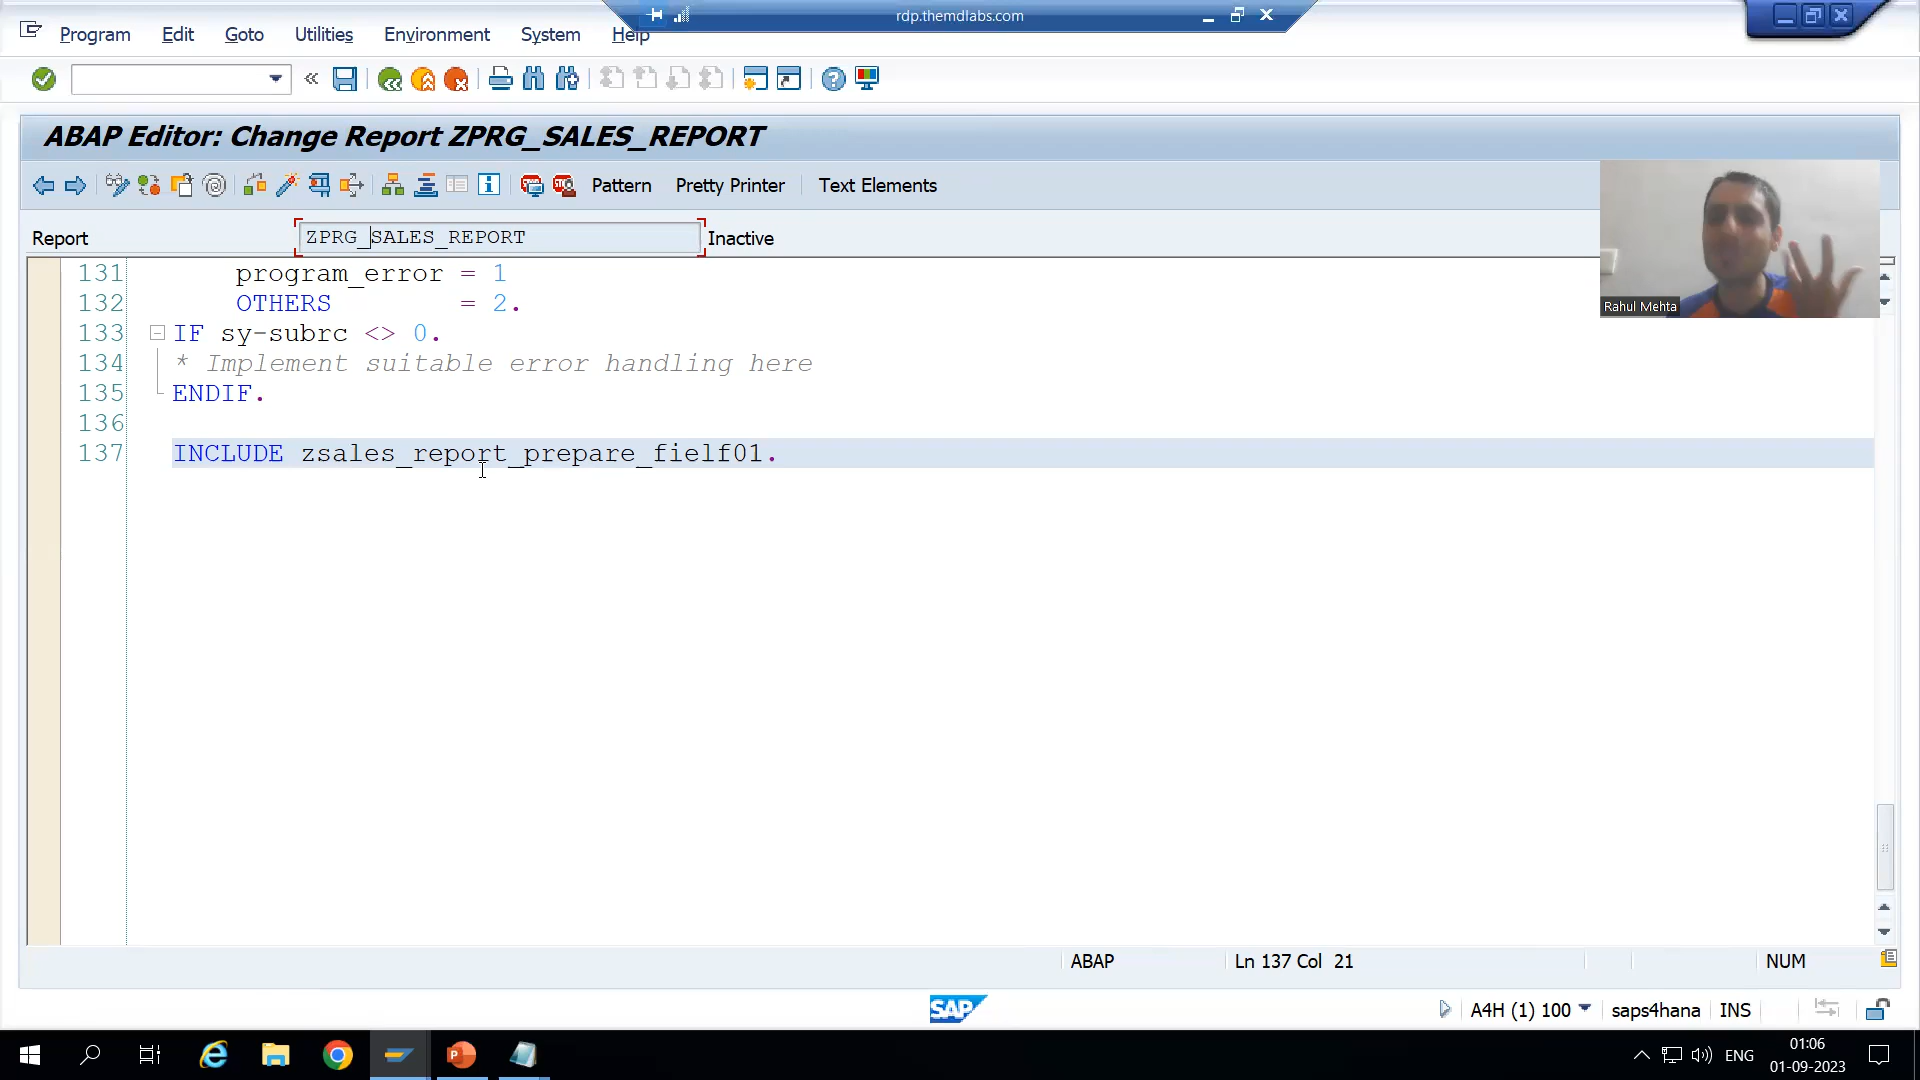 rdp.themdlabs.com
Program Edit Goto Utilities Environment System Help
ABAP Editor: Change Report ZPRG_SALES_REPORT
Pattern Pretty Printer Text Elements
Report ZPRG_SALES_REPORT Inactive
131 program_error = 1
132 OTHERS = 2.
133 IF sy-subrc <> 0.
134 * Implement suitable error handling here
135 ENDIF.
136
137 INCLUDE zsales_report_prepare_fielf01.
Rahul Mehta
ABAP Ln 137 Col 21 NUM
SAP A4H (1) 100 saps4hana INS
ENG 01:06
01-09-2023